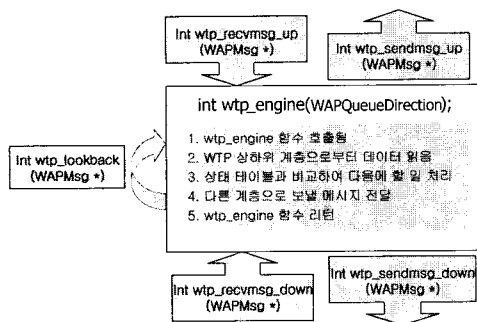 Int wtp_recvmsg_up
(WAPMsg *)
Int wtp_sendmsg_up
(WAPMsg *)
int wtp_engine(WAPQueueDirection);
1. wtp_engine 함수 호출됨
2. WTP 상하위 계층으로부터 데이터 읽음
3. 상태 테이블과 비교하여 다음에 할 일 처리
4. 다른 계층으로 보낼 메시지 전달
5. wtp_engine 함수 리턴
Int wtp_lookback
(WAPMsg *)
Int wtp_recvmsg_down
(WAPMsg *)
Int wtp_sendmsg_down
(WAPMsg *)